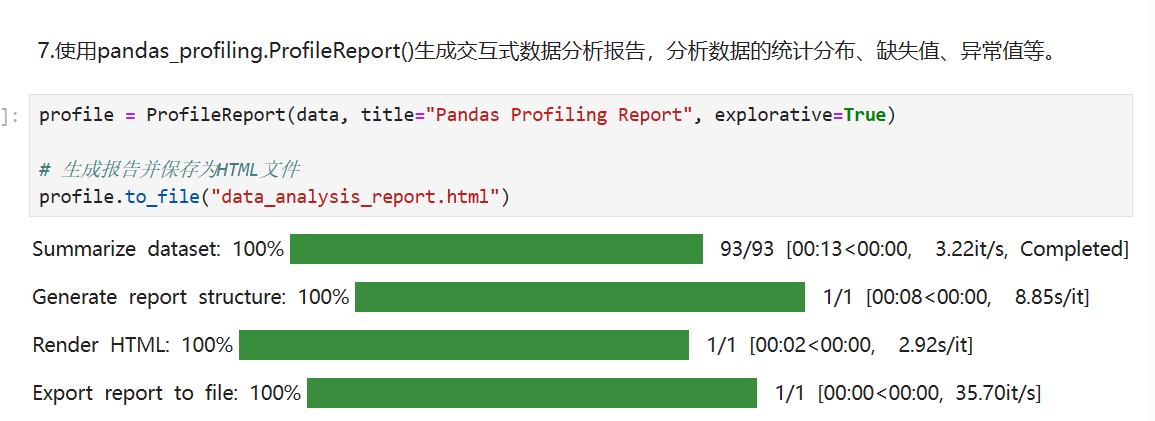 7.使用pandas_profiling.ProfileReport()生成交互式数据分析报告，分析数据的统计分布、缺失值、异常值等。
]:
profile = ProfileReport(data, title="Pandas Profiling Report", explorative=True)
# 生成报告并保存为HTML文件
profile.to_file("data_analysis_report.html")
Summarize dataset: 100% 93/93 [00:13<00:00, 3.22it/s, Completed]
Generate report structure: 100% 1/1 [00:08<00:00, 8.85s/it]
Render HTML: 100% 1/1 [00:02<00:00, 2.92s/it]
Export report to file: 100% 1/1 [00:00<00:00, 35.70it/s]